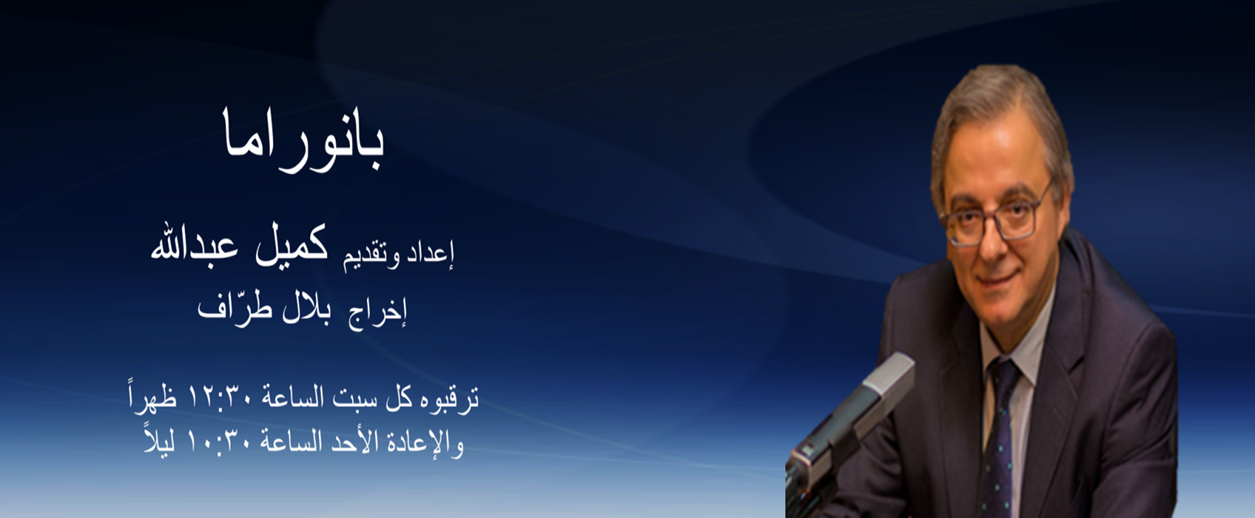 بانوراما
إعداد وتقديم كميل عبدالله
إخراج بلال طرّاف
ترقبوه كل سبت الساعة ١٢:٣٠ ظهراً
والإعادة الأحد الساعة ١٠:٣٠ ليلاً